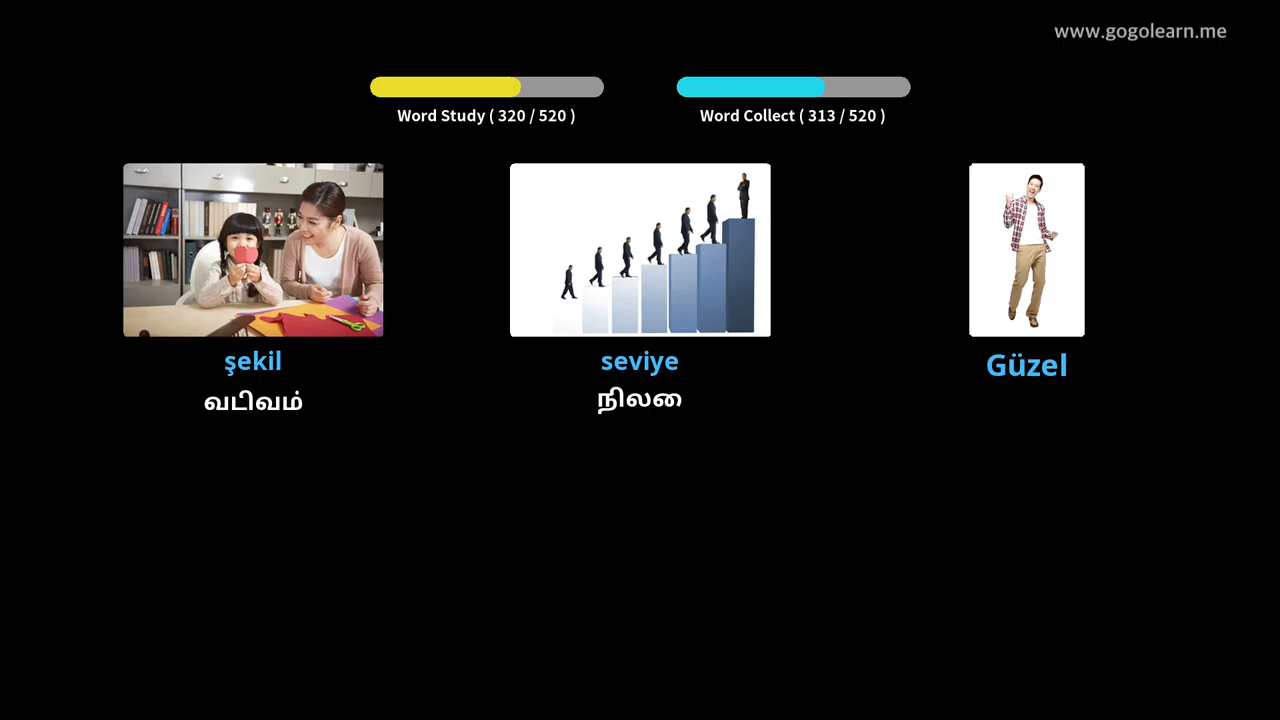 www.gogolearn.me
Word Study ( 320 / 520 )
Word Collect ( 313 / 520 )
şekil
வடிவம்
seviye
நிலை
Güzel